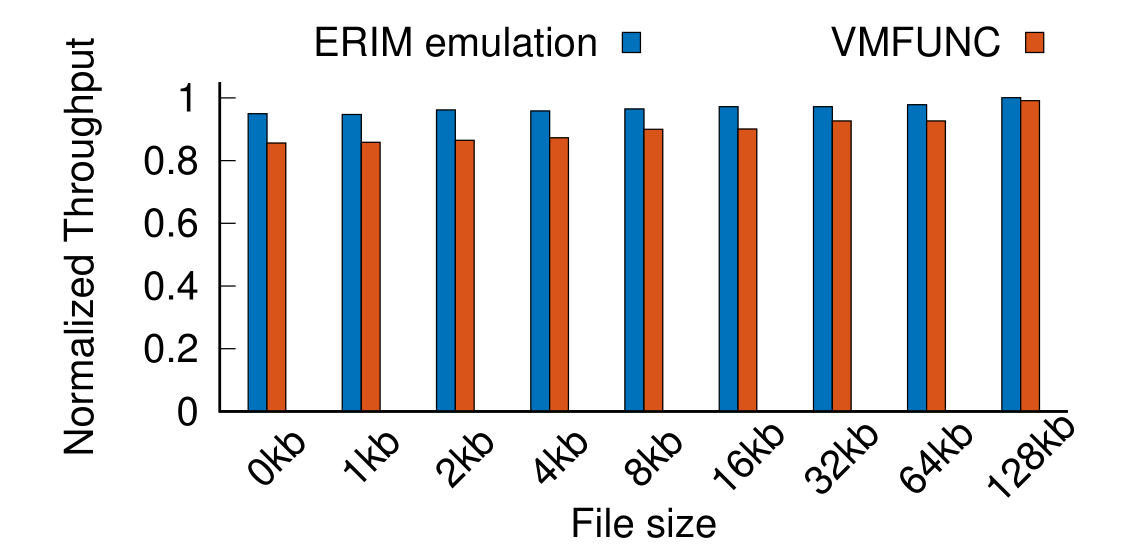 ERIM emulation VMFUNC
Normalized Throughput
1
0.8
0.6
0.4
0.2
0
0kb 1kb 2kb 4kb 8kb 16kb 32kb 64kb 128kb
File size